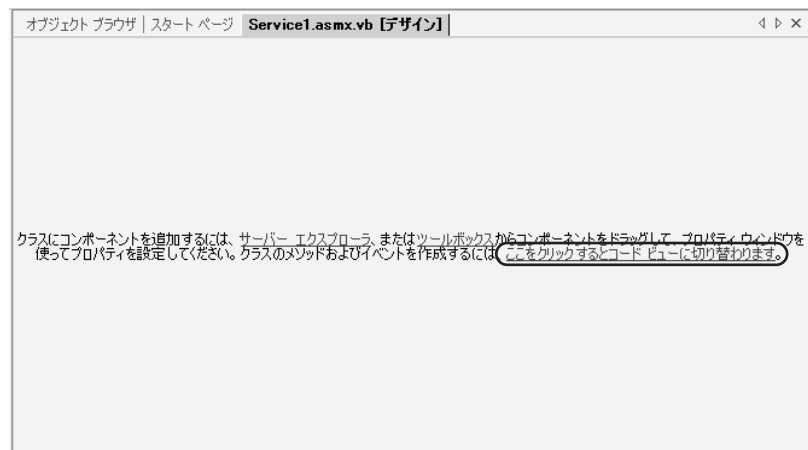 オブジェクト ブラウザ | スタート ページ Service1.asmx.vb [デザイン]
クラスにコンポーネントを追加するには、サーバー エクスプローラ、またはツールボックスからコンポーネントをドラッグして、プロパティ ウィンドウを
使ってプロパティを設定してください。クラスのメソッドおよびイベントを作成するには、ここをクリックするとコード ビューに切り替わります。